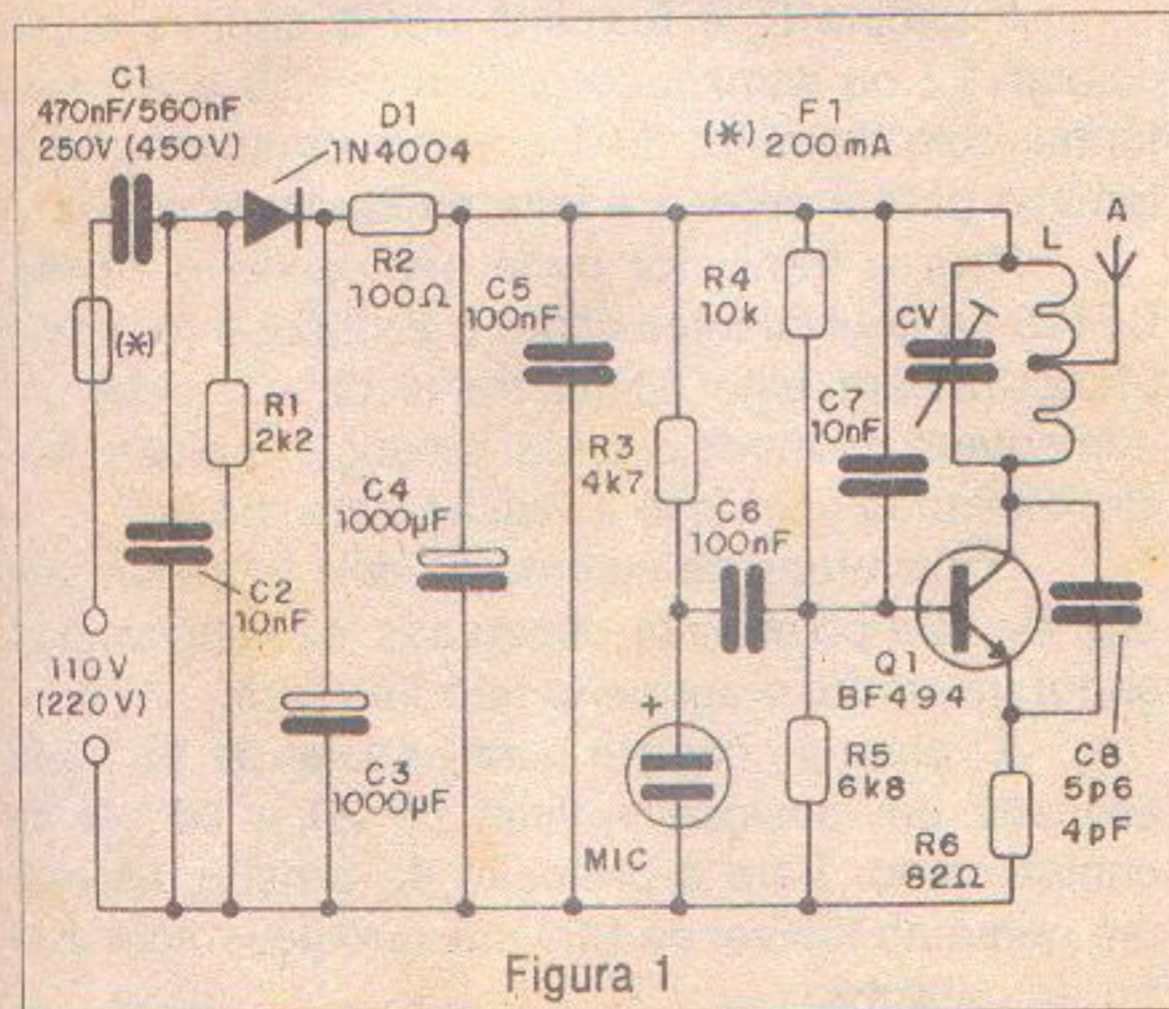 C1
470nF/560nF
250V (450V)
D1
1N4004
F1
(*) 200mA
(*)
R2
100Ω
C5
100nF
R4
10k
CV
L
A
R1
2k2
R3
4k7
C7
10nF
C4
1000µF
C6
100nF
C2
10nF
110V
(220V)
Q1
BF494
+
C3
1000µF
R5
6k8
C8
5p6
4pF
MIC
R6
82Ω
Figura 1